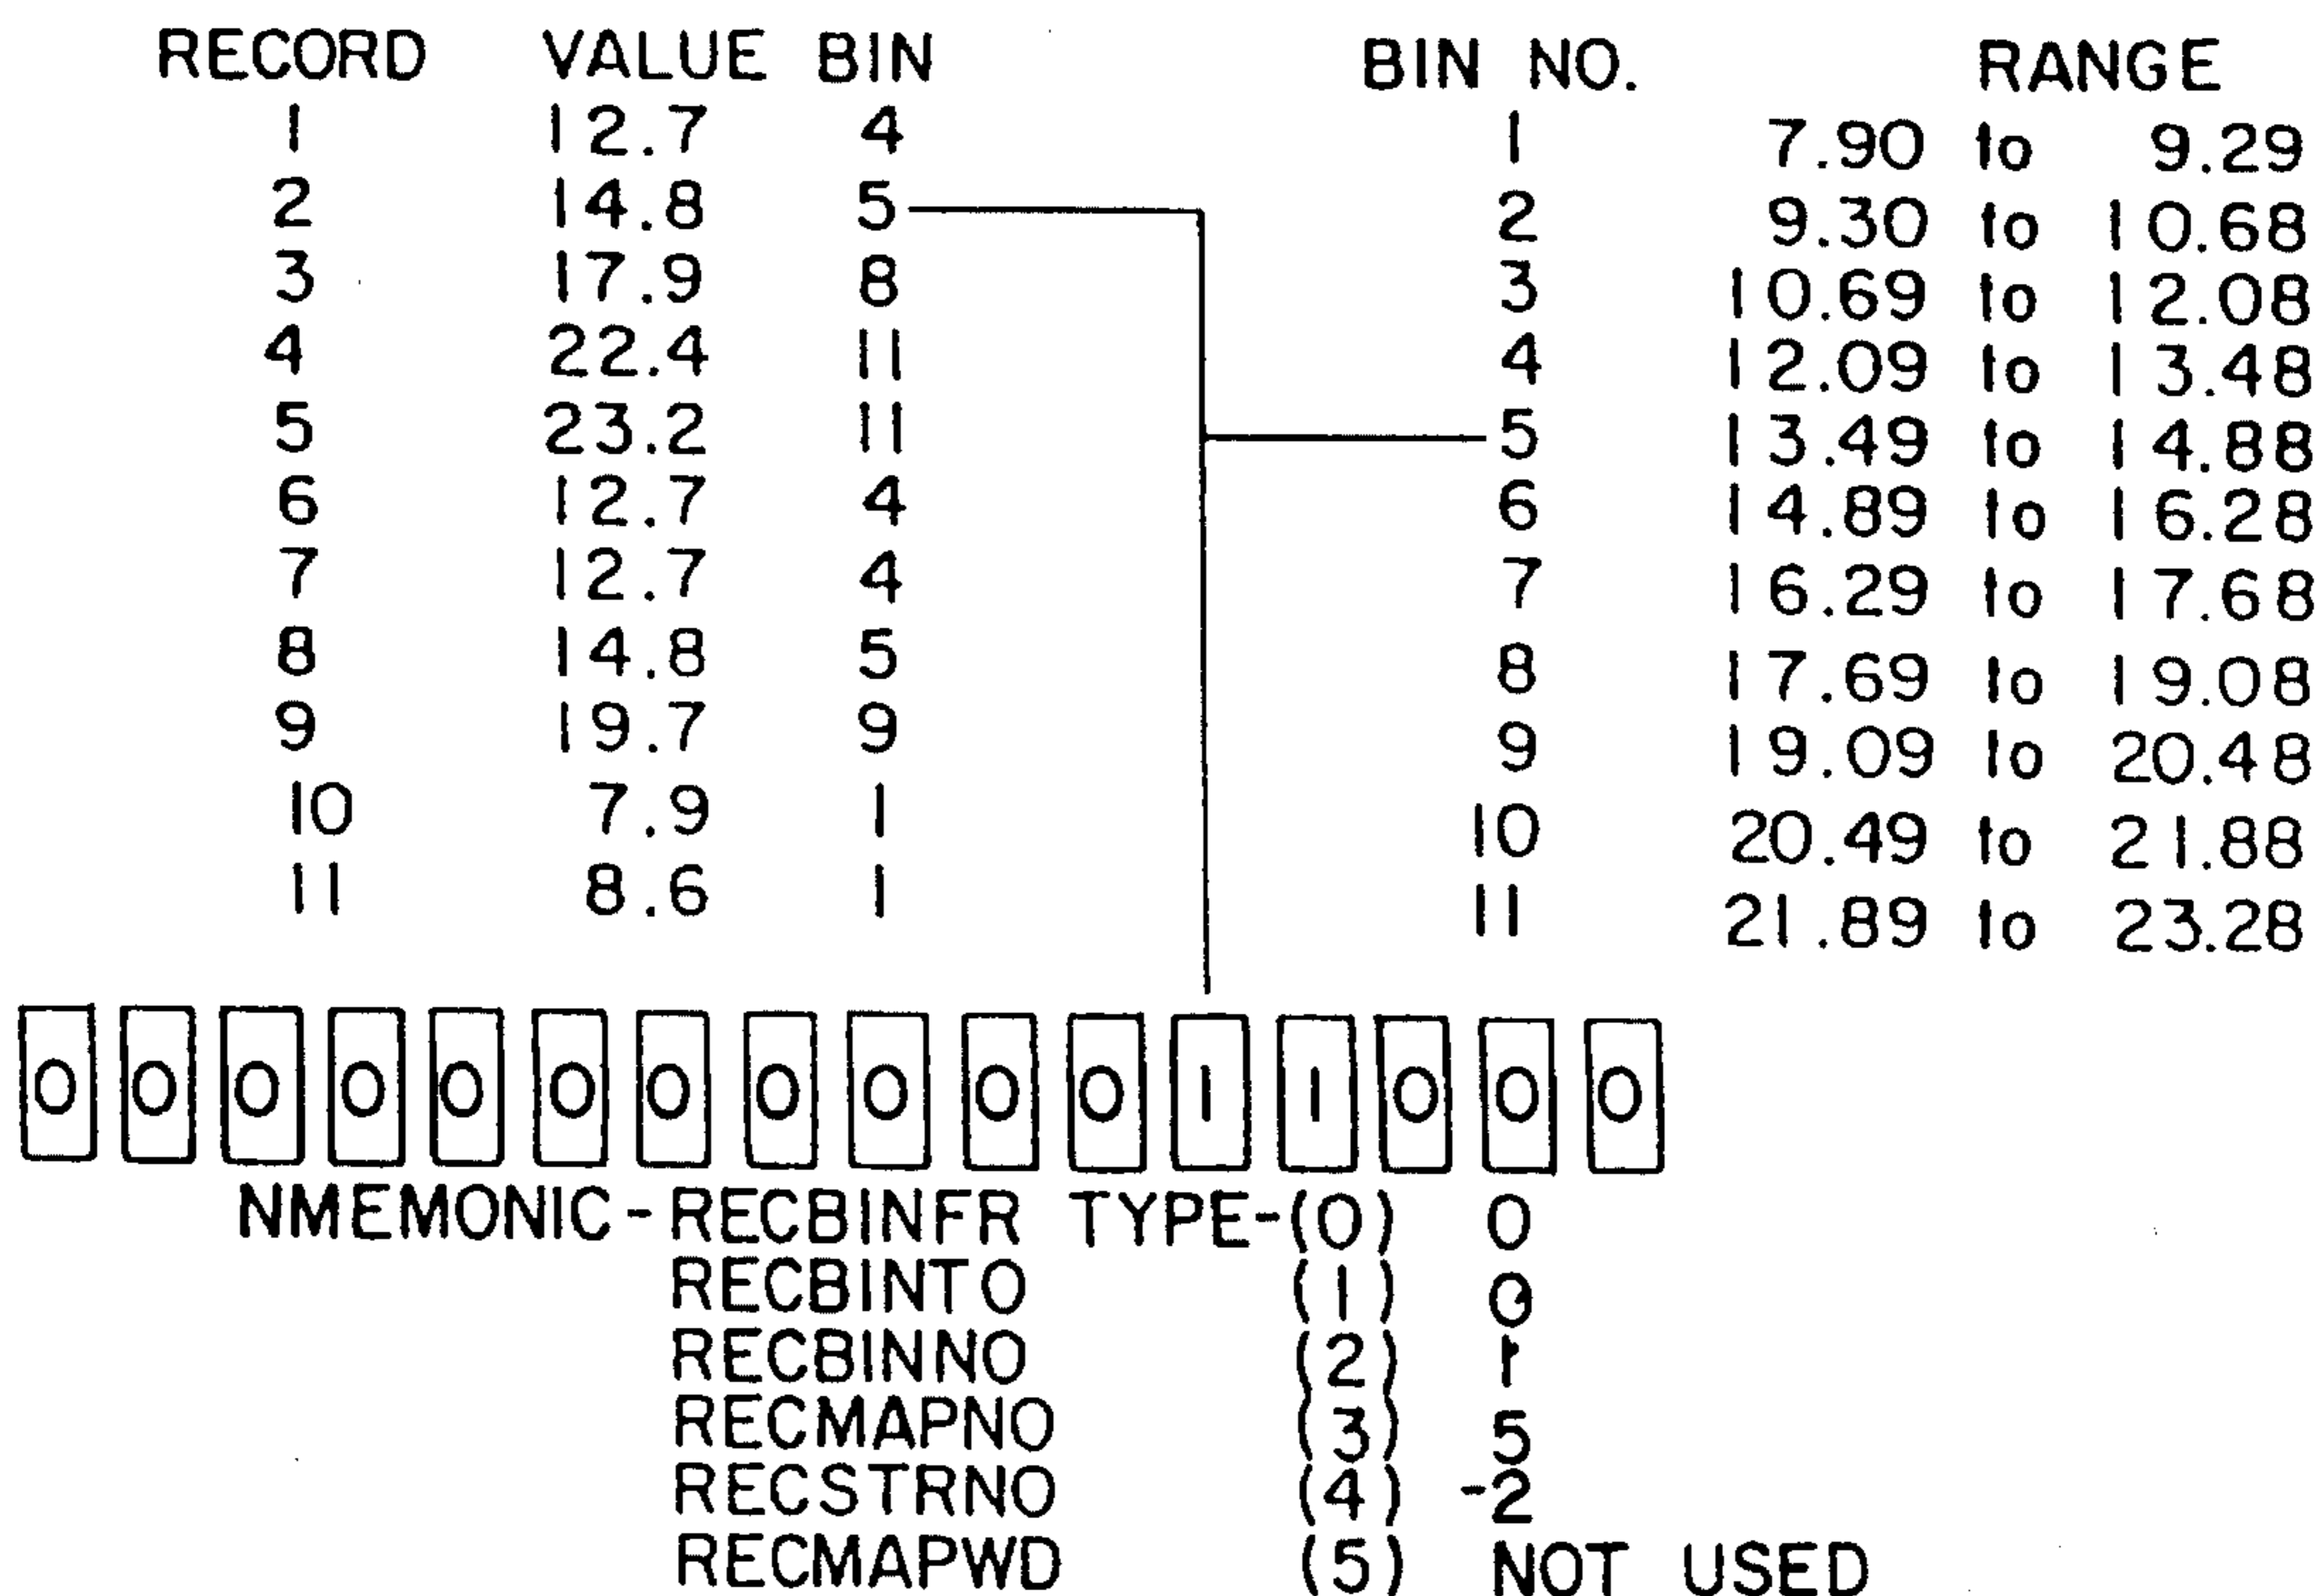 RECORD VALUE BIN BIN NO. RANGE
1 12.7 4 1 7.90 to 9.29
2 14.8 5 2 9.30 to 10.68
3 17.9 8 3 10.69 to 12.08
4 22.4 11 4 12.09 to 13.48
5 23.2 11 5 13.49 to 14.88
6 12.7 4 6 14.89 to 16.28
7 12.7 4 7 16.29 to 17.68
8 14.8 5 8 17.69 to 19.08
9 19.7 9 9 19.09 to 20.48
10 7.9 1 10 20.49 to 21.88
11 8.6 1 11 21.89 to 23.28
0 0 0 0 0 0 0 0 0 0 0 1 1 0 0 0
NMEMONIC-RECBINFR TYPE-(0) 0
RECBINTO (1) 0
RECBINNO (2) 1
RECMAPNO (3) 5
RECSTRNO (4) -2
RECMAPWD (5) NOT USED